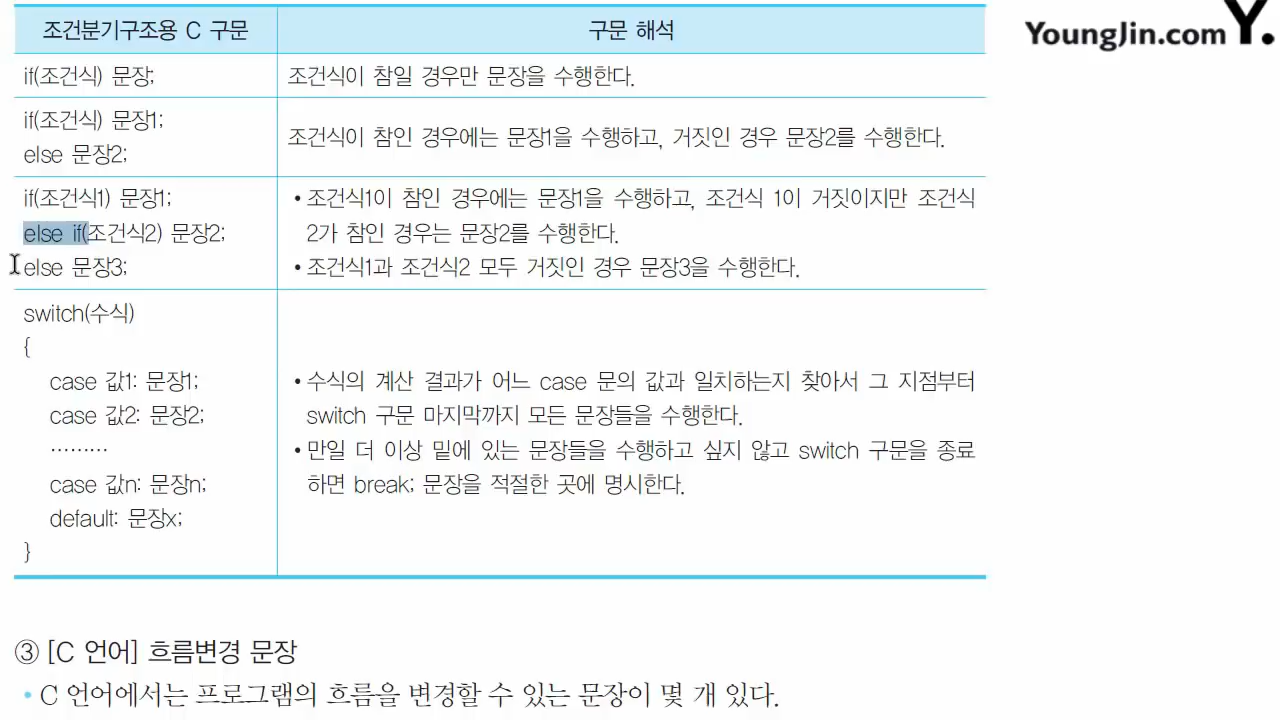 조건분기구조용 C 구문
구문 해석
YoungJin.com Y.
if(조건식) 문장;
조건식이 참일 경우만 문장을 수행한다.
if(조건식) 문장1;
else 문장2;
조건식이 참인 경우에는 문장1을 수행하고, 거짓인 경우 문장2를 수행한다.
if(조건식1) 문장1;
else if(조건식2) 문장2;
else 문장3;
• 조건식1이 참인 경우에는 문장1을 수행하고, 조건식 1이 거짓이지만 조건식
2가 참인 경우는 문장2를 수행한다.
• 조건식1과 조건식2 모두 거짓인 경우 문장3을 수행한다.
switch(수식)
{
case 값1: 문장1;
case 값2: 문장2;
………
case 값n: 문장n;
default: 문장x;
}
• 수식의 계산 결과가 어느 case 문의 값과 일치하는지 찾아서 그 지점부터
switch 구문 마지막까지 모든 문장들을 수행한다.
• 만일 더 이상 밑에 있는 문장들을 수행하고 싶지 않고 switch 구문을 종료
하면 break; 문장을 적절한 곳에 명시한다.
③ [C 언어] 흐름변경 문장
• C 언어에서는 프로그램의 흐름을 변경할 수 있는 문장이 몇 개 있다.